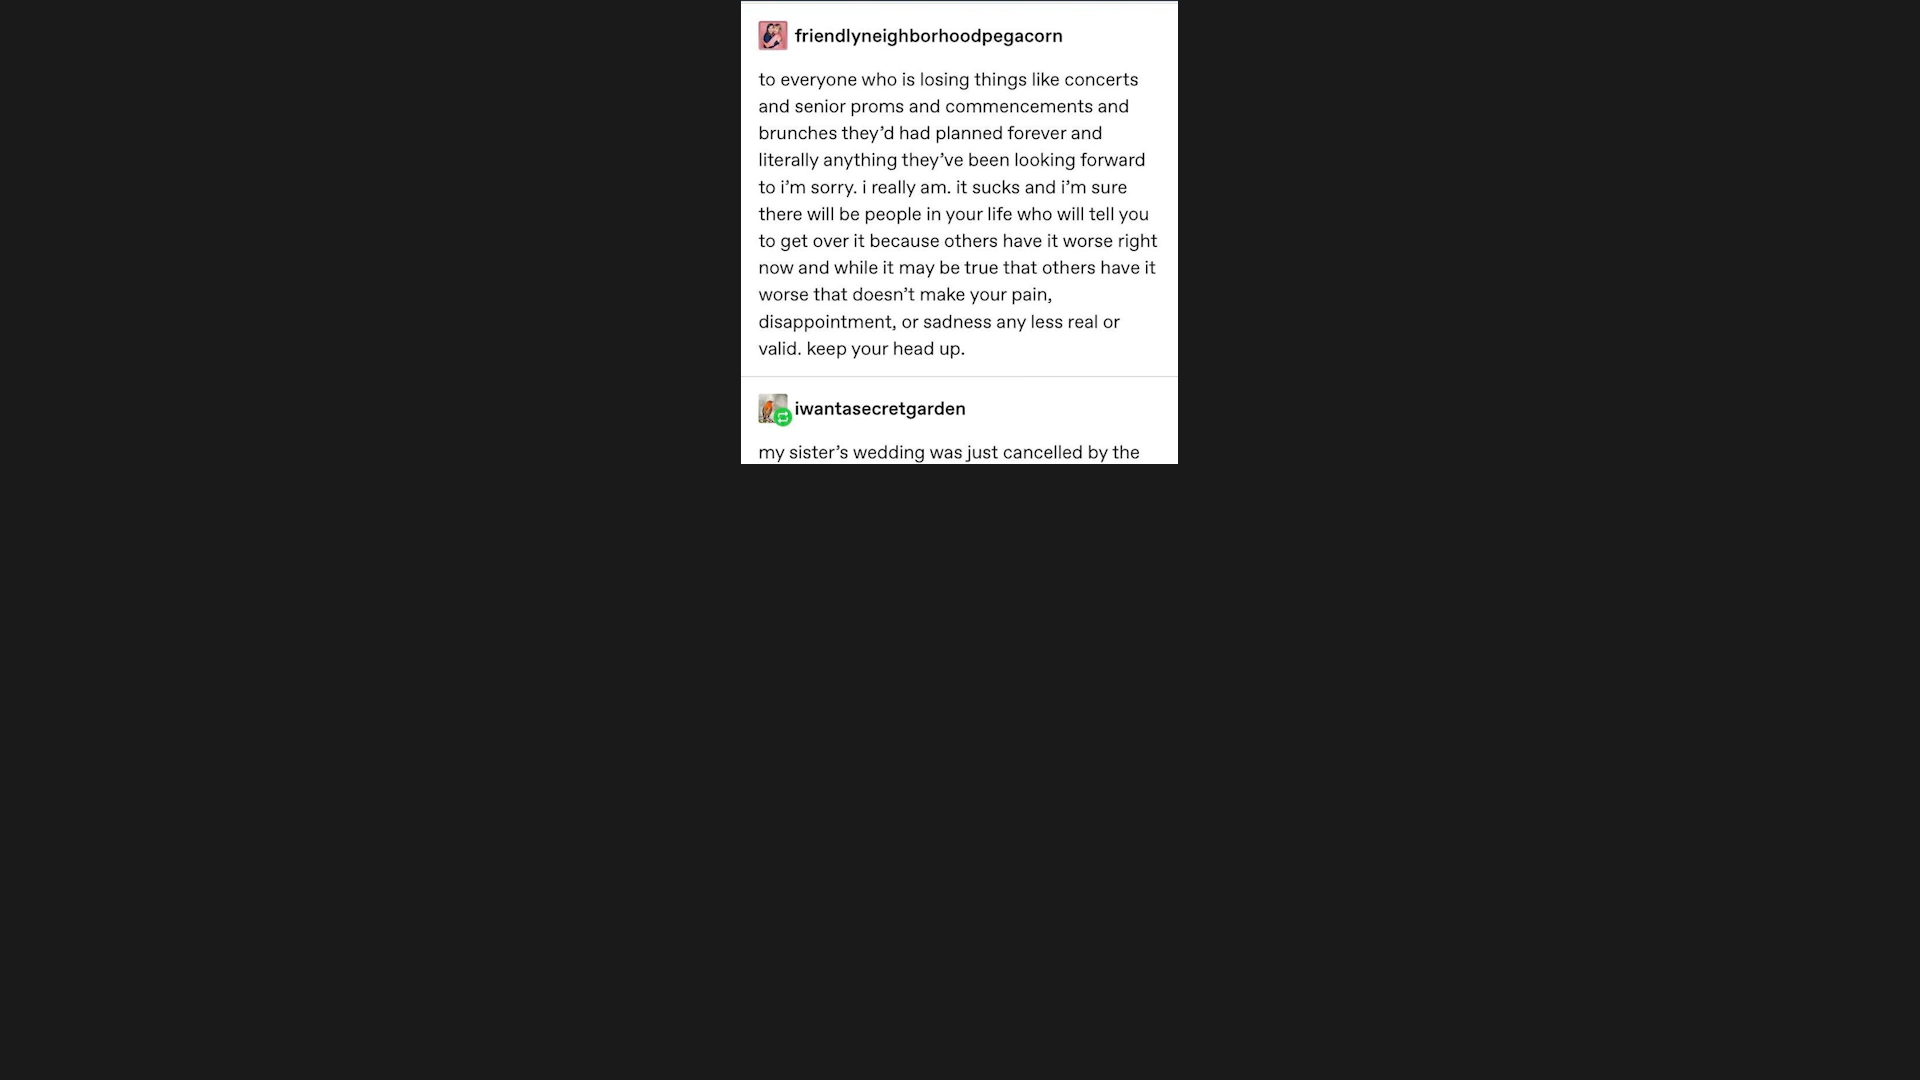 friendlyneighborhoodpegacorn
to everyone who is losing things like concerts
and senior proms and commencements and
brunches they’d had planned forever and
literally anything they’ve been looking forward
to i’m sorry. i really am. it sucks and i’m sure
there will be people in your life who will tell you
to get over it because others have it worse right
now and while it may be true that others have it
worse that doesn’t make your pain,
disappointment, or sadness any less real or
valid. keep your head up.
iwantasecretgarden
my sister’s wedding was just cancelled by the